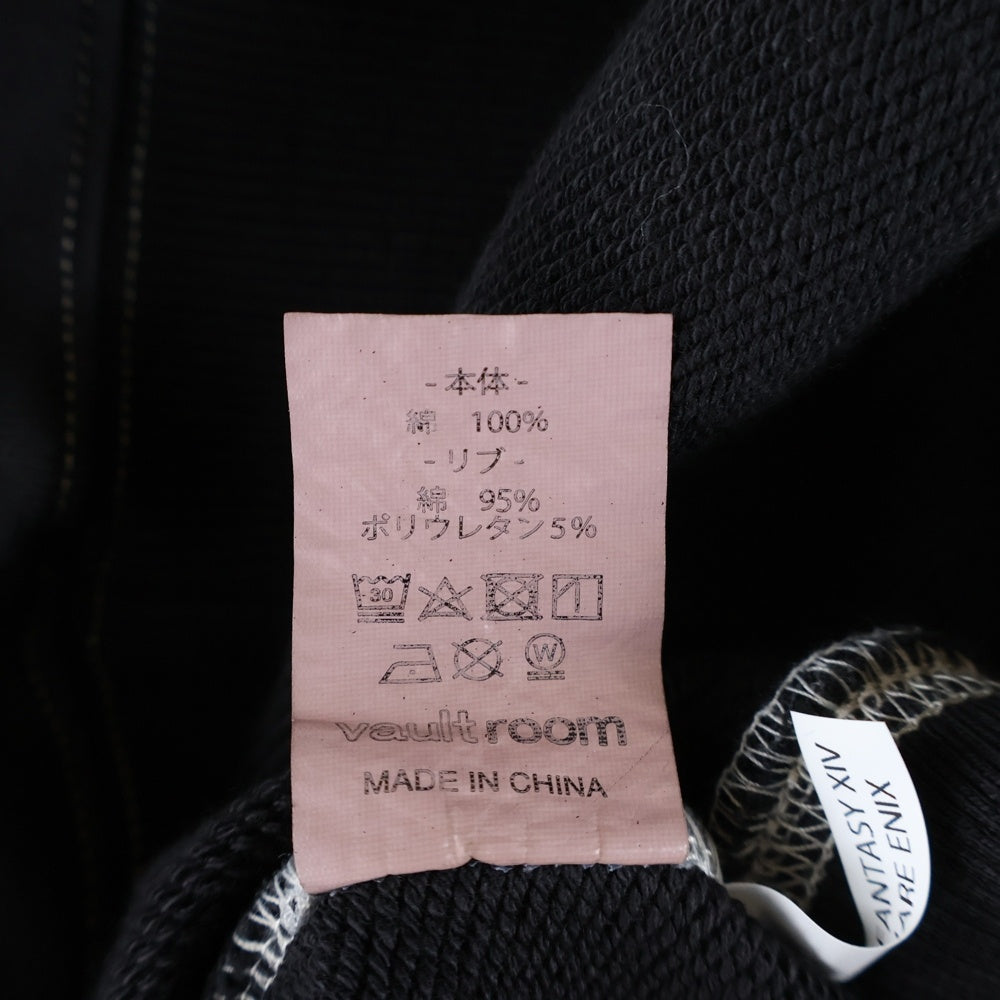 - 本体 -
綿 100%
- リブ -
綿 95%
ポリウレタン 5%
30
W
vault room
MADE IN CHINA
ANTASY XIV
ARE ENIX